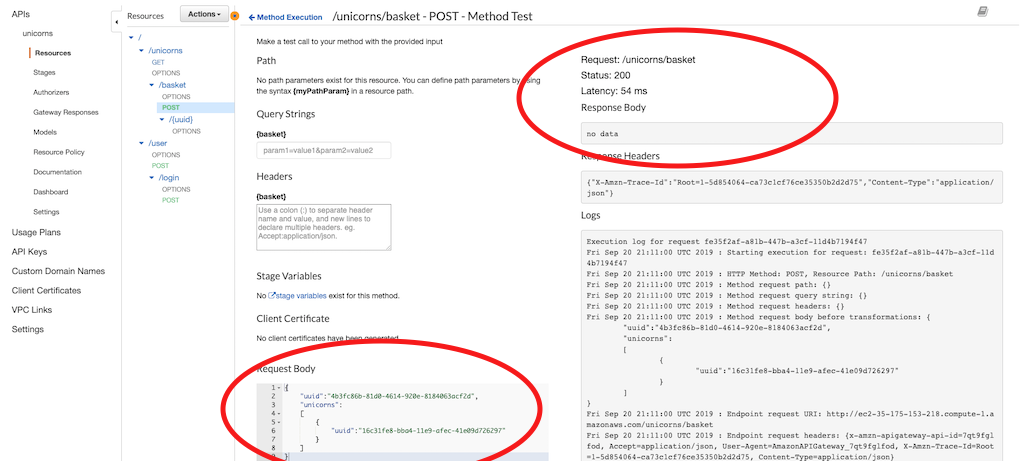 APIs
unicorns
Resources
Stages
Authorizers
Gateway Responses
Models
Resource Policy
Documentation
Dashboard
Settings
Usage Plans
API Keys
Custom Domain Names
Client Certificates
VPC Links
Settings
Resources
Actions
/
/unicorns
GET
OPTIONS
/basket
OPTIONS
POST
/{uuid}
OPTIONS
/user
OPTIONS
POST
/login
OPTIONS
POST
Method Execution /unicorns/basket - POST - Method Test
Make a test call to your method with the provided input
Path
No path parameters exist for this resource. You can define path parameters by using
the syntax {myPathParam} in a resource path.
Query Strings
{basket}
param1=value1&param2=value2
Headers
{basket}
Use a colon (:) to separate header
name and value, and new lines to
declare multiple headers. eg.
Accept:application/json.
Stage Variables
No stage variables exist for this method.
Client Certificate
No client certificates have been generated.
Request Body
1 {
2 "uuid":"4b3fc86b-81d0-4614-920e-8184063acf2d",
3 "unicorns":
4 [
5 {
6 "uuid":"16c31fe8-bba4-11e9-afec-41e09d726297"
7 }
8 ]
9 }
Request: /unicorns/basket
Status: 200
Latency: 54 ms
Response Body
no data
Response Headers
{"X-Amzn-Trace-Id":"Root=1-5d854064-ca73c1cf76ce35350b2d2d75","Content-Type":"application/
json"}
Logs
Execution log for request fe35f2af-a81b-447b-a3cf-11d4b7194f47
Fri Sep 20 21:11:00 UTC 2019 : Starting execution for request: fe35f2af-a81b-447b-a3cf-11d
4b7194f47
Fri Sep 20 21:11:00 UTC 2019 : HTTP Method: POST, Resource Path: /unicorns/basket
Fri Sep 20 21:11:00 UTC 2019 : Method request path: {}
Fri Sep 20 21:11:00 UTC 2019 : Method request query string: {}
Fri Sep 20 21:11:00 UTC 2019 : Method request headers: {}
Fri Sep 20 21:11:00 UTC 2019 : Method request body before transformations: {
"uuid":"4b3fc86b-81d0-4614-920e-8184063acf2d",
"unicorns":
[
{
"uuid":"16c31fe8-bba4-11e9-afec-41e09d726297"
}
]
}
Fri Sep 20 21:11:00 UTC 2019 : Endpoint request URI: http://ec2-35-175-153-218.compute-1.a
mazonaws.com/unicorns/basket
Fri Sep 20 21:11:00 UTC 2019 : Endpoint request headers: {x-amzn-apigateway-api-id=7qt9fgl
fod, Accept=application/json, User-Agent=AmazonAPIGateway_7qt9fglfod, X-Amzn-Trace-Id=Root
=1-5d854064-ca73c1cf76ce35350b2d2d75, Content-Type=application/json}